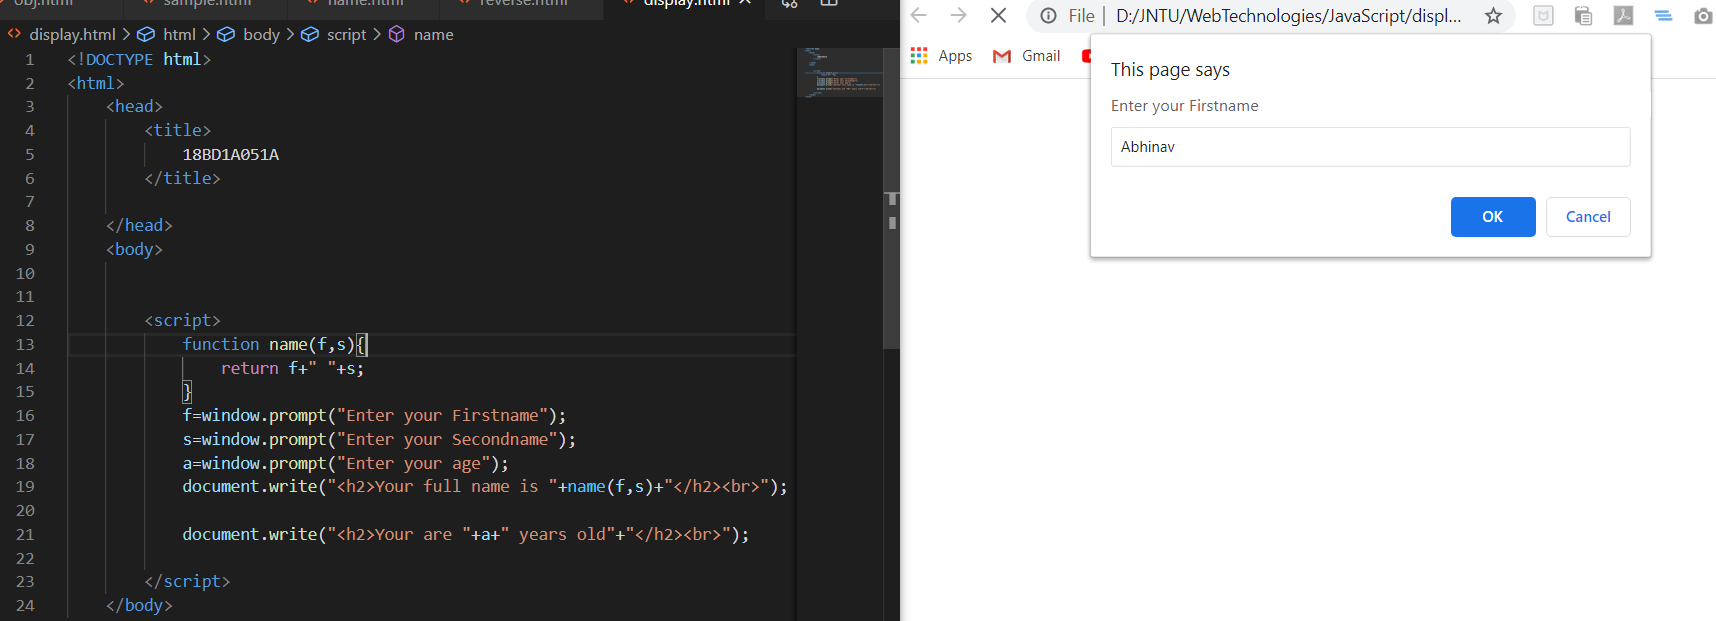 obj.html sample.html name.html reverse.html display.html
display.html > html > body > script > name
1 <!DOCTYPE html>
2 <html>
3 <head>
4 <title>
5 18BD1A051A
6 </title>
7
8 </head>
9 <body>
10
11
12 <script>
13 function name(f,s){
14 return f+" "+s;
15 }
16 f=window.prompt("Enter your Firstname");
17 s=window.prompt("Enter your Secondname");
18 a=window.prompt("Enter your age");
19 document.write("<h2>Your full name is "+name(f,s)+"</h2><br>");
20
21 document.write("<h2>Your are "+a+" years old"+"</h2><br>");
22
23 </script>
24 </body>
File | D:/JNTU/WebTechnologies/JavaScript/displ...
Apps Gmail
This page says
Enter your Firstname
Abhinav
OK Cancel